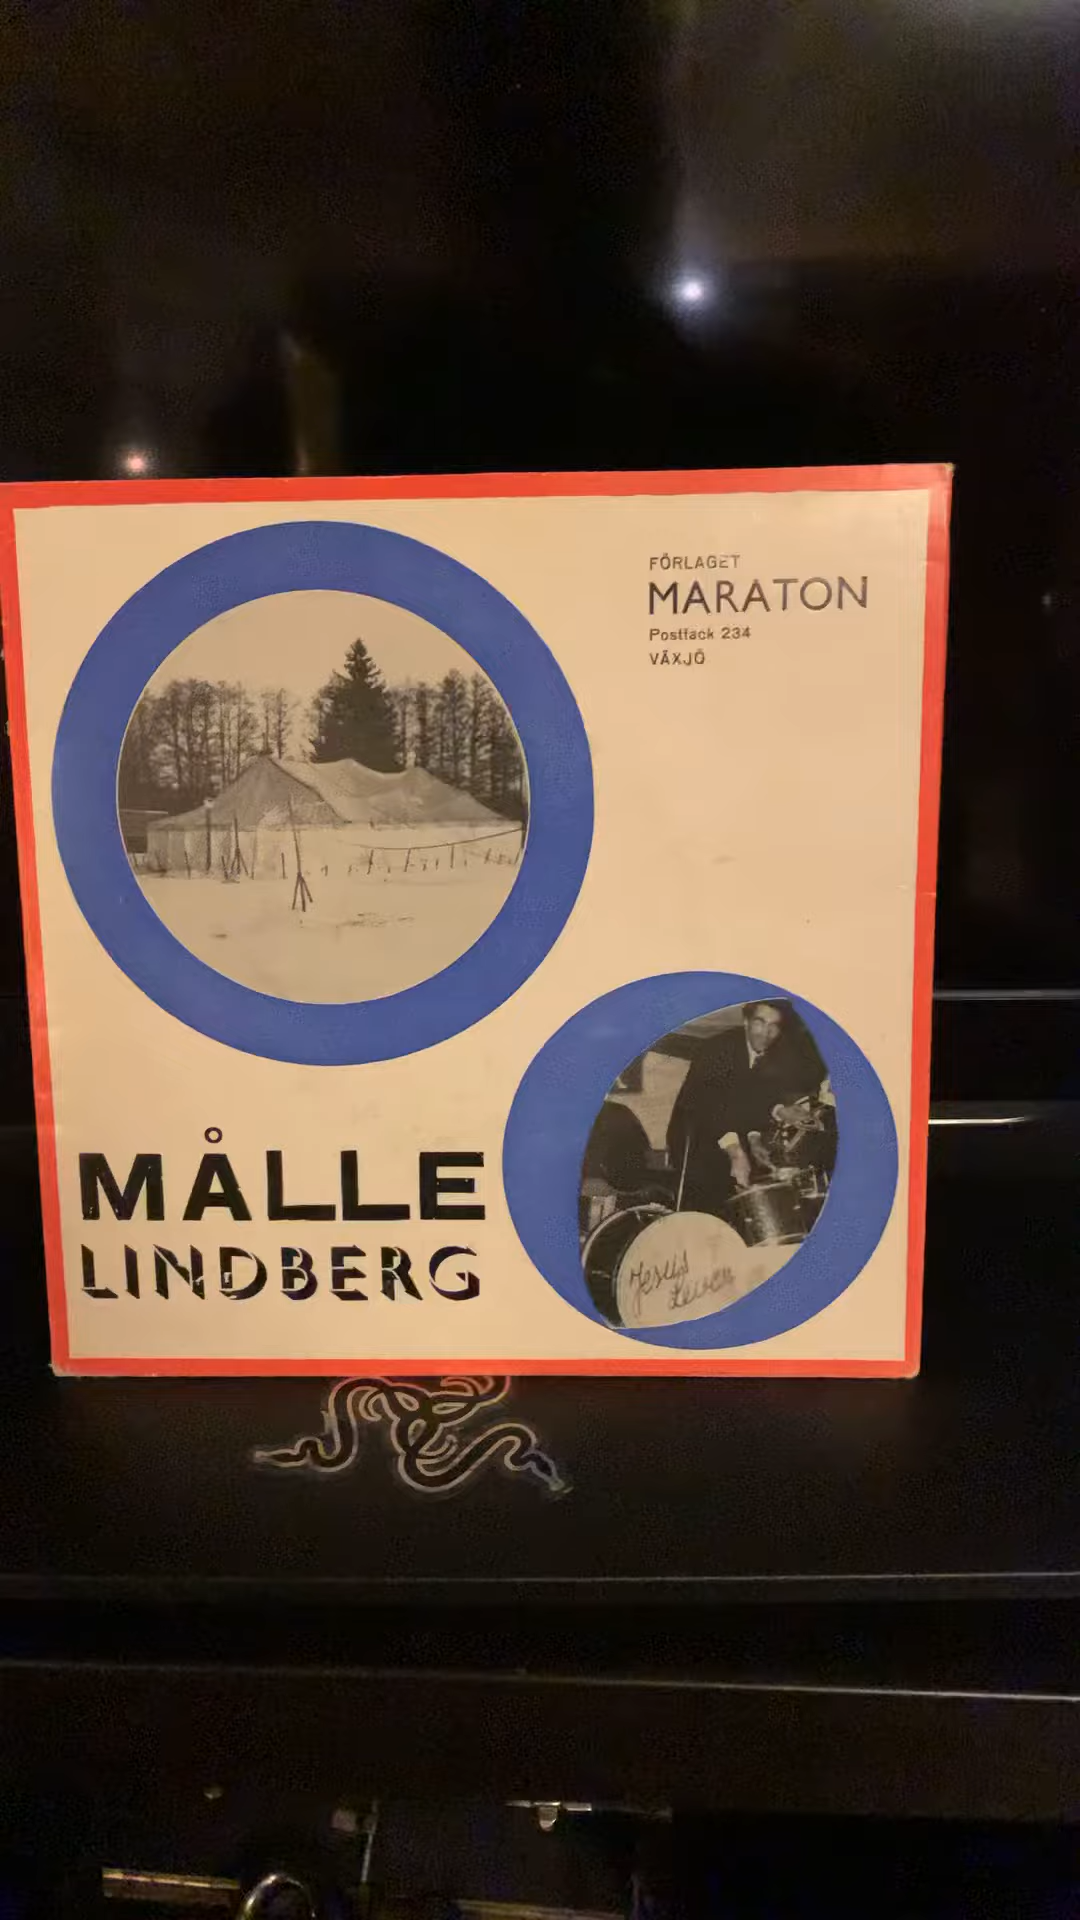 FÖRLAGET
MARATON
Postfack 234
VÄXJÖ
MÅLLE
LINDBERG
Jesus
Lever